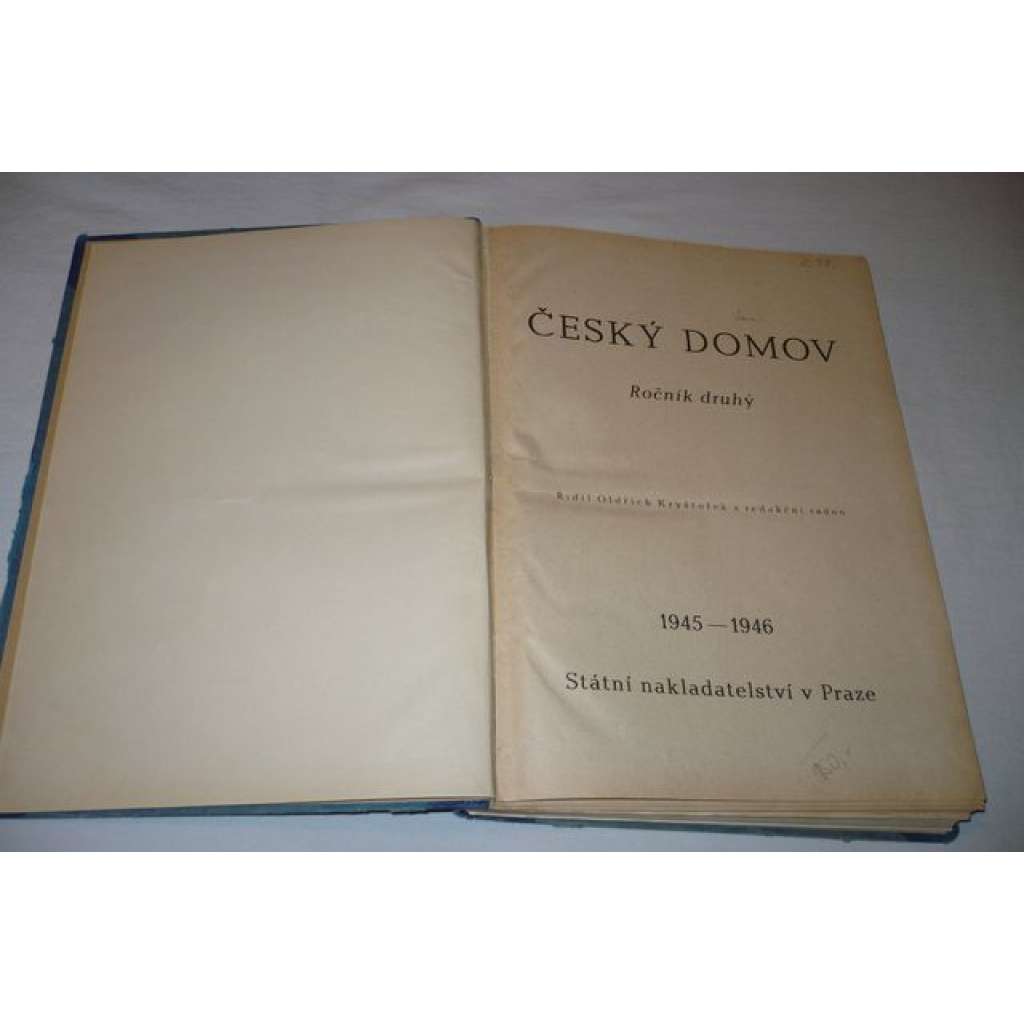 ČESKÝ DOMOV
Ročník druhý
Řídil Oldřich Kryštofek s redakční radou
1945—1946
Státní nakladatelství v Praze